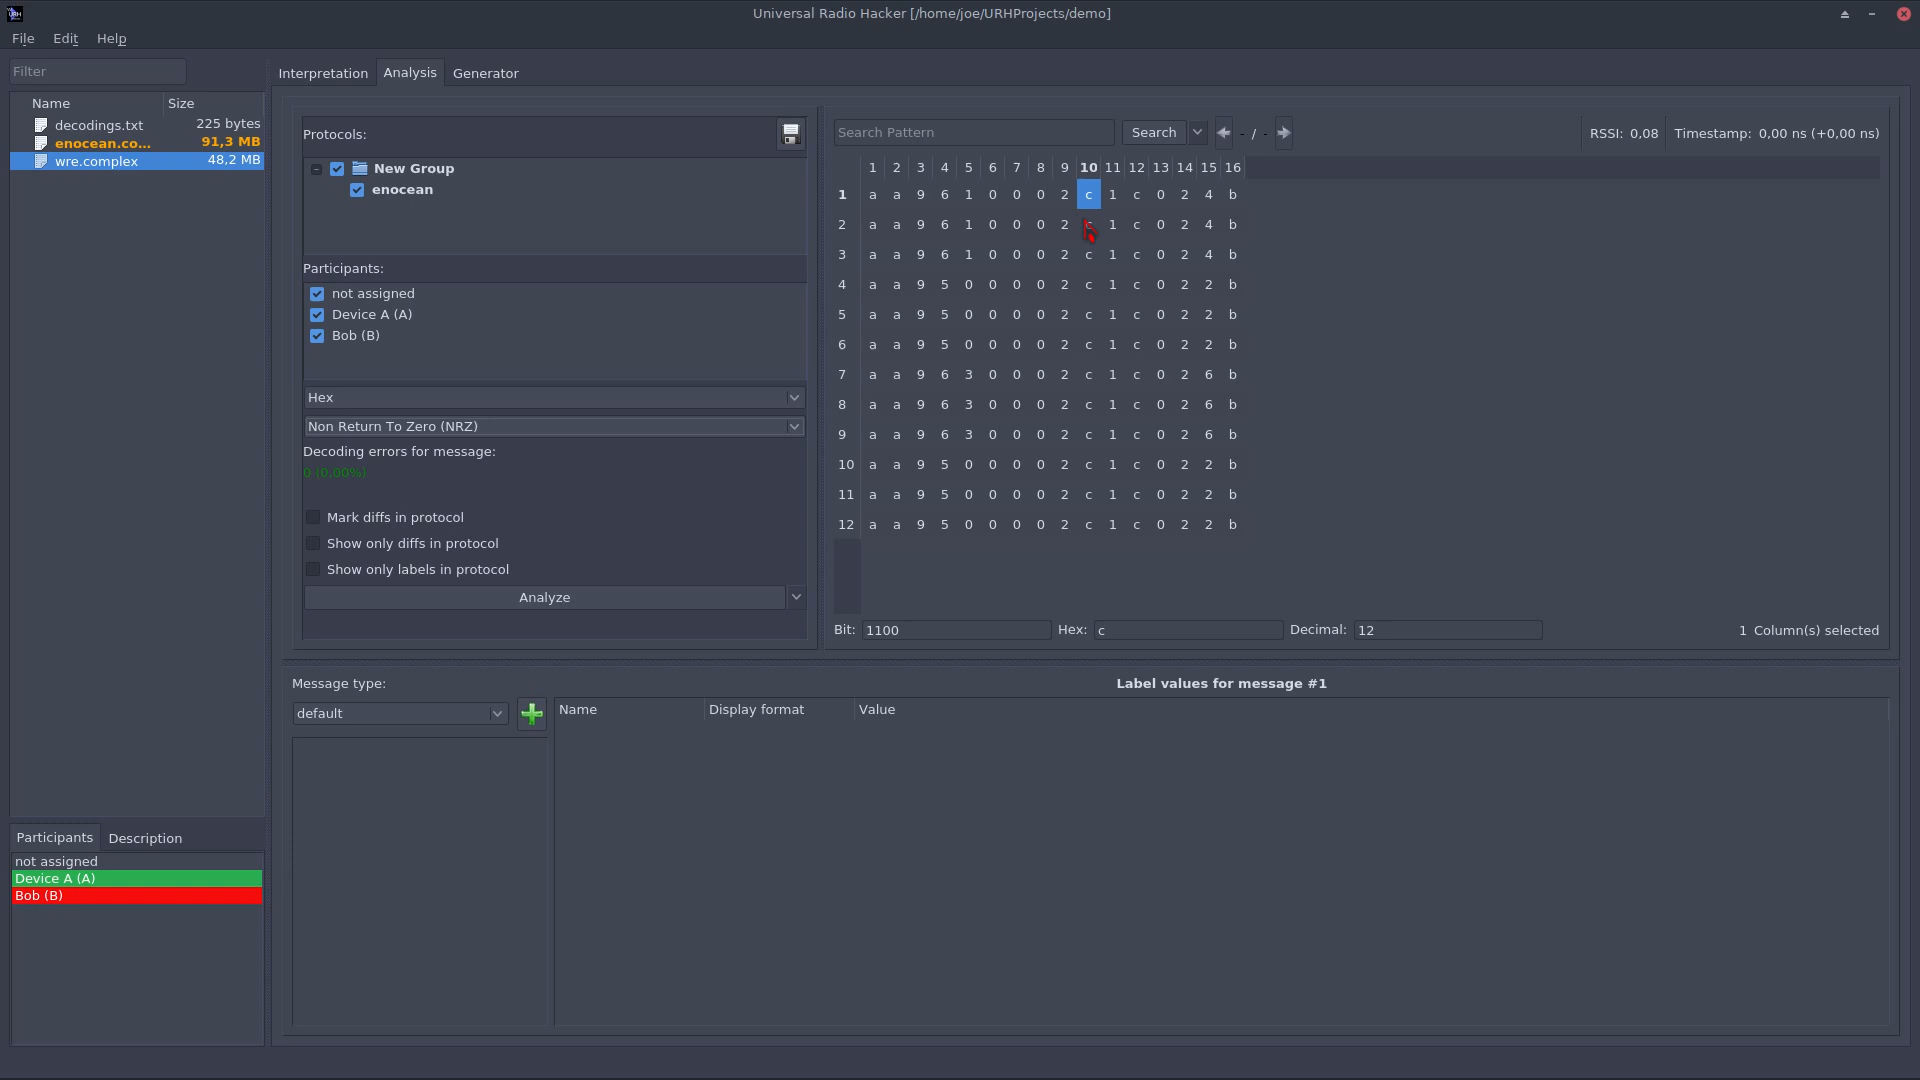 Universal Radio Hacker [/home/joe/URHProjects/demo]
File Edit Help
Filter
Name Size
decodings.txt 225 bytes
enocean.co... 91,3 MB
wre.complex 48,2 MB
Participants Description
not assigned
Device A (A)
Bob (B)
Interpretation Analysis Generator
Protocols:
New Group
enocean
Participants:
not assigned
Device A (A)
Bob (B)
Hex
Non Return To Zero (NRZ)
Decoding errors for message:
0 (0,00%)
Mark diffs in protocol
Show only diffs in protocol
Show only labels in protocol
Analyze
Search Pattern Search - / - RSSI: 0,08 Timestamp: 0,00 ns (+0,00 ns)
1 2 3 4 5 6 7 8 9 10 11 12 13 14 15 16
1 a a 9 6 1 0 0 0 2 c 1 c 0 2 4 b
2 a a 9 6 1 0 0 0 2 c 1 c 0 2 4 b
3 a a 9 6 1 0 0 0 2 c 1 c 0 2 4 b
4 a a 9 5 0 0 0 0 2 c 1 c 0 2 2 b
5 a a 9 5 0 0 0 0 2 c 1 c 0 2 2 b
6 a a 9 5 0 0 0 0 2 c 1 c 0 2 2 b
7 a a 9 6 3 0 0 0 2 c 1 c 0 2 6 b
8 a a 9 6 3 0 0 0 2 c 1 c 0 2 6 b
9 a a 9 6 3 0 0 0 2 c 1 c 0 2 6 b
10 a a 9 5 0 0 0 0 2 c 1 c 0 2 2 b
11 a a 9 5 0 0 0 0 2 c 1 c 0 2 2 b
12 a a 9 5 0 0 0 0 2 c 1 c 0 2 2 b
Bit: 1100 Hex: c Decimal: 12 1 Column(s) selected
Message type:
default
Label values for message #1
Name Display format Value